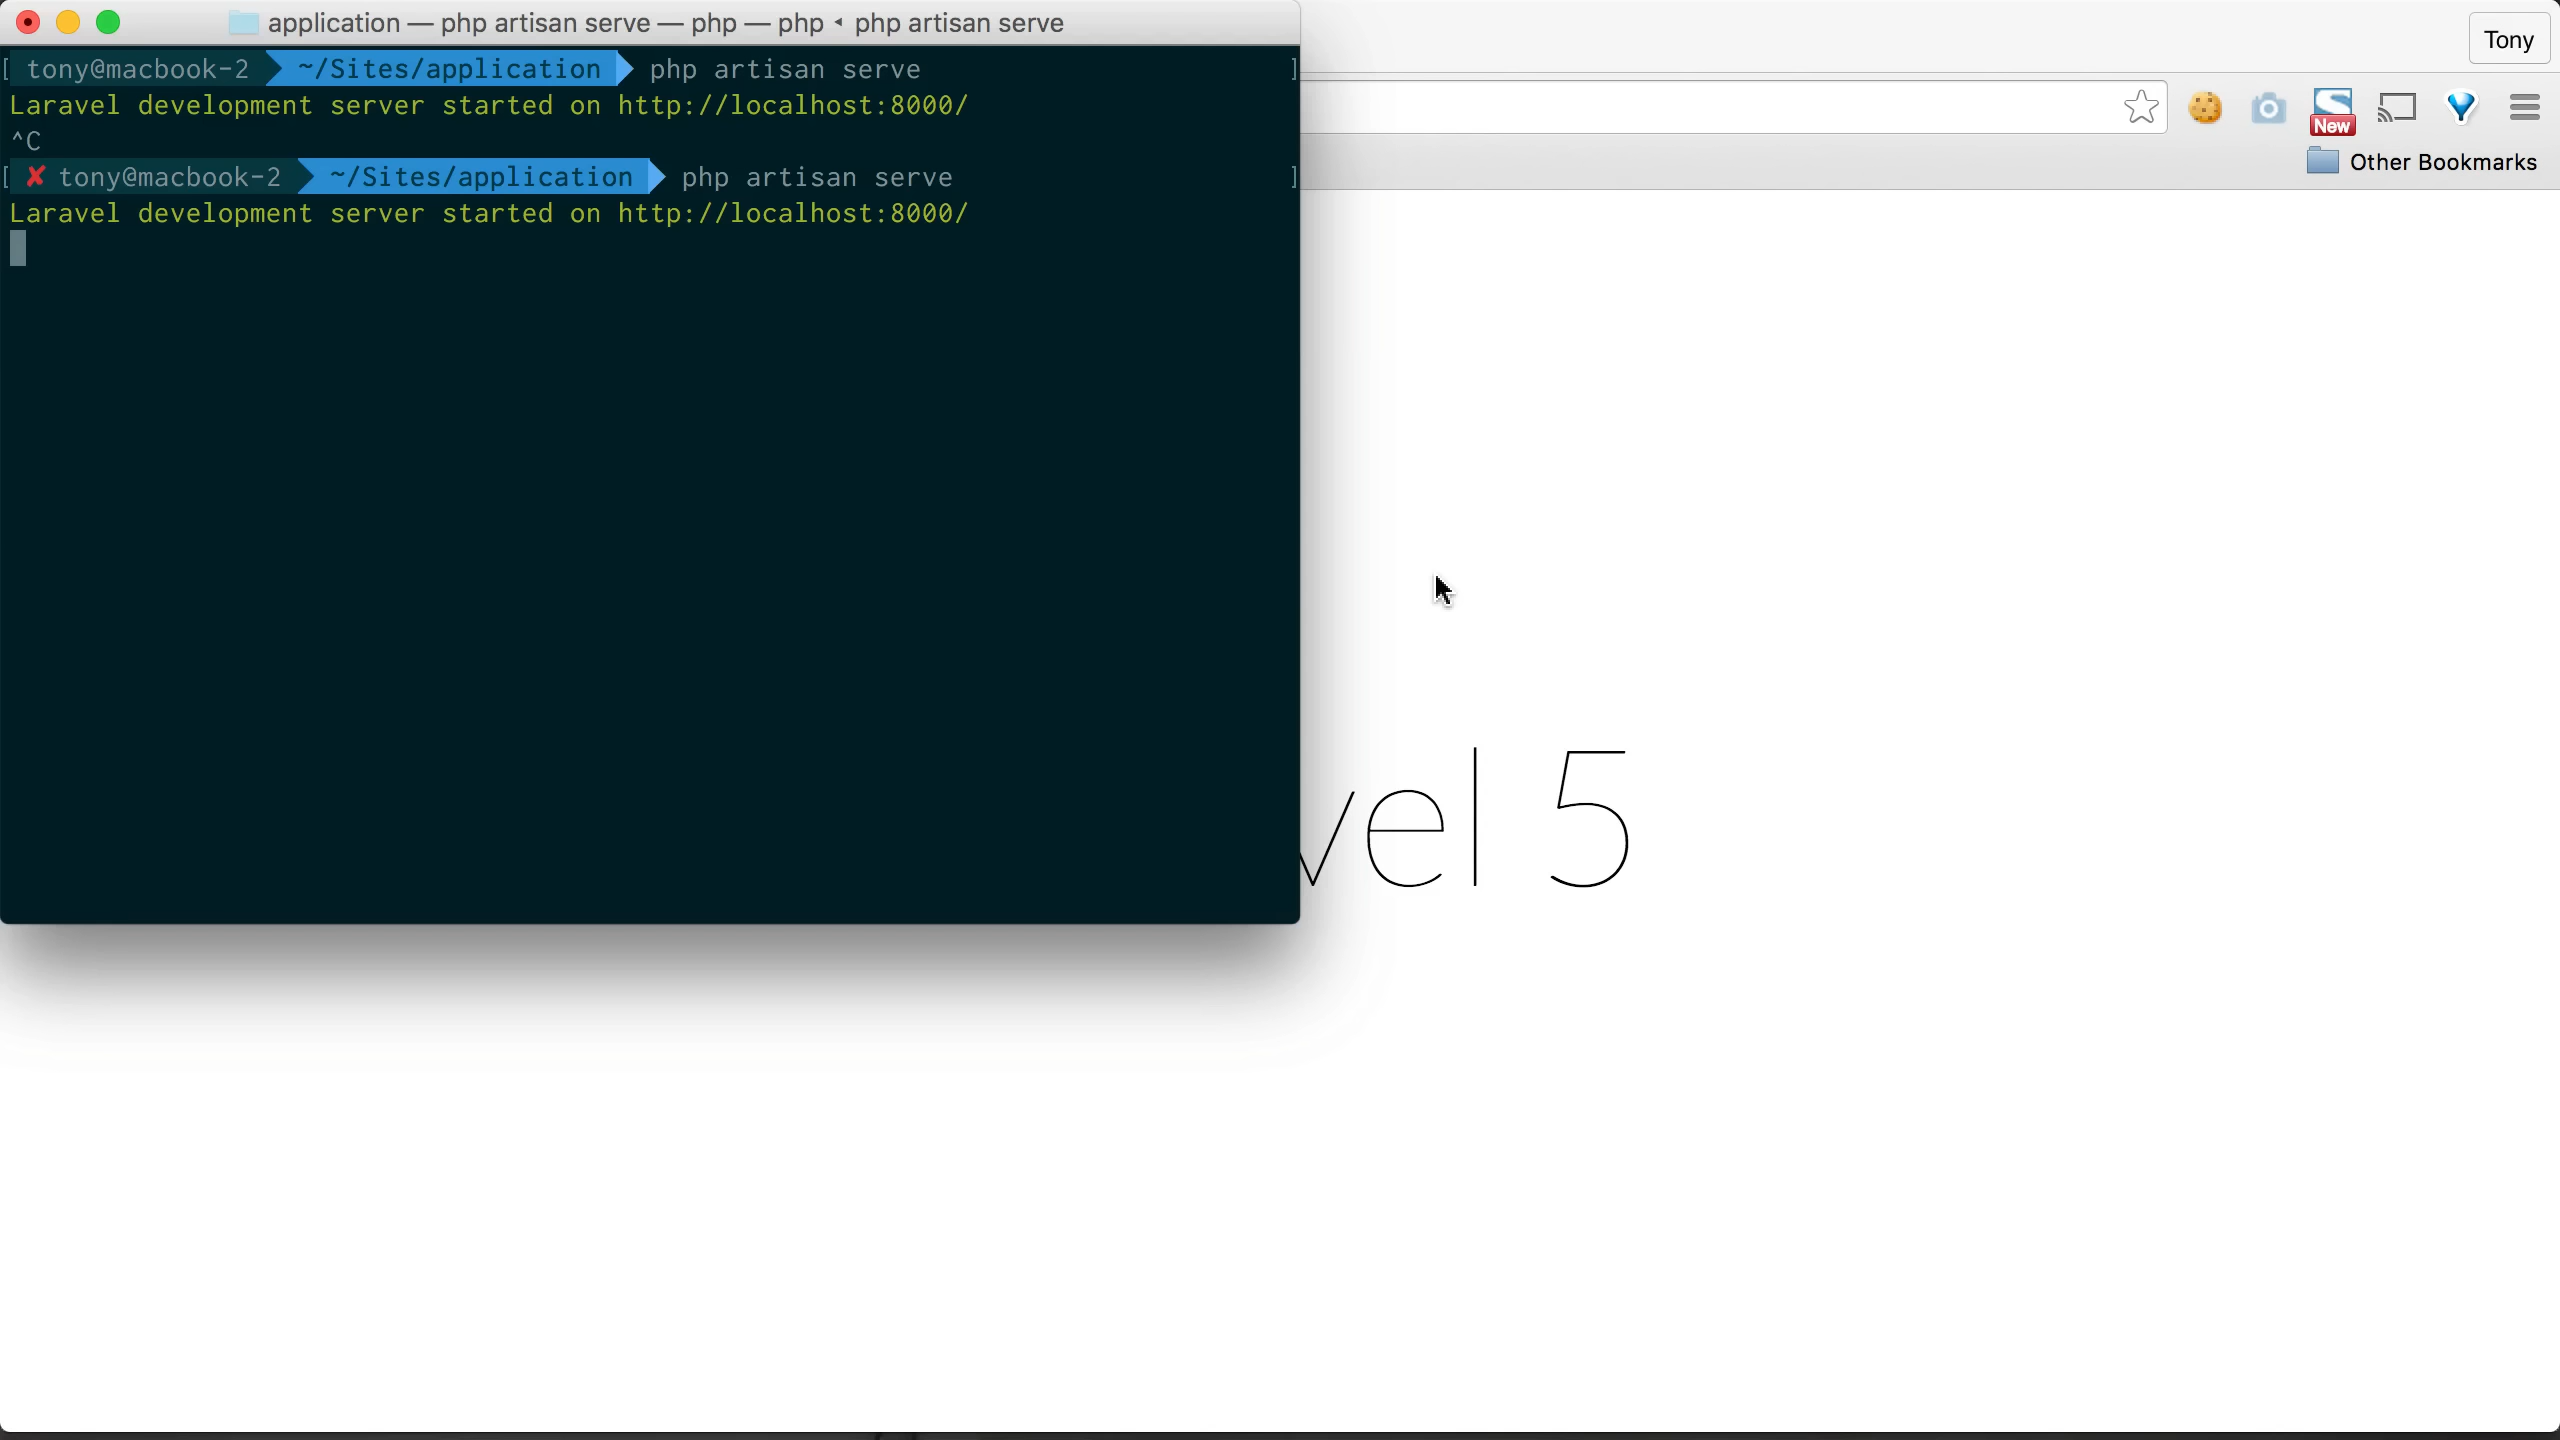 application — php artisan serve — php — php ◂ php artisan serve
Tony
[ tony@macbook-2 ~/Sites/application php artisan serve ]
Laravel development server started on http://localhost:8000/
^C
[ ✘ tony@macbook-2 ~/Sites/application php artisan serve ]
Laravel development server started on http://localhost:8000/
New
Other Bookmarks
vel 5